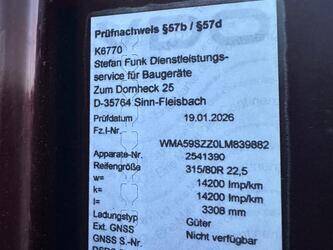 Prüfnachweis §57b / §57d
K6770
Stefan Funk Dienstleistungs-
service für Baugeräte
Zum Dornheck 21
D-35764 Sinn-Fleisbach
Prüfdatum 19.01.2026
Fz.I-Nr. WMA59SZZ0LM839882
Apparate-Nr. 2541390
Reifengröße 315/80R 22,5
w= 14200 Imp/km
k= 14200 Imp/km
l= 3308 mm
Ladungstyp Güter
Ext. GNSS Nicht verfügbar
GNSS S.-Nr.